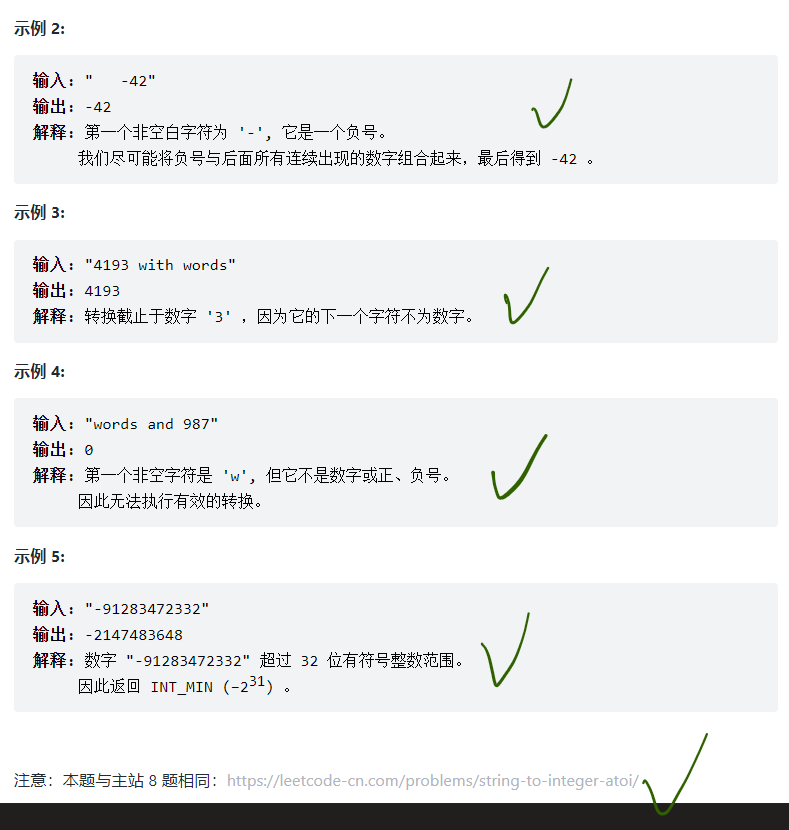 示例 2:
输入："   -42"
输出：-42
解释：第一个非空白字符为 '-', 它是一个负号。
我们尽可能将负号与后面所有连续出现的数字组合起来，最后得到 -42 。
示例 3:
输入："4193 with words"
输出：4193
解释：转换截止于数字 '3' ，因为它的下一个字符不为数字。
示例 4:
输入："words and 987"
输出：0
解释：第一个非空字符是 'w', 但它不是数字或正、负号。
因此无法执行有效的转换。
示例 5:
输入："-91283472332"
输出：-2147483648
解释：数字 "-91283472332" 超过 32 位有符号整数范围。
因此返回 INT_MIN (−2³¹) 。
注意：本题与主站 8 题相同：https://leetcode-cn.com/problems/string-to-integer-atoi/